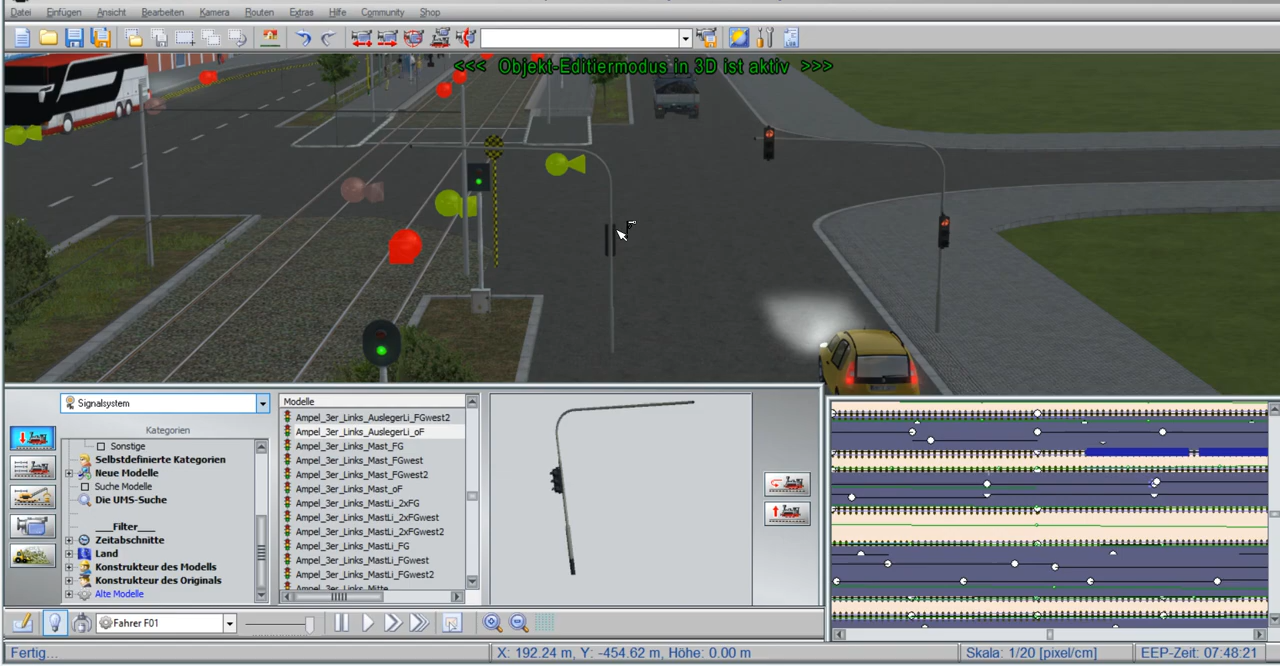 Datei Einfügen Ansicht Bearbeiten Kamera Routen Extras Hilfe Community Shop
<<< Objekt-Editiermodus in 3D ist aktiv >>>
Signalsystem
Kategorien
Sonstige
Selbstdefinierte Kategorien
Neue Modelle
Suche Modelle
Die UMS-Suche
___Filter___
Zeitabschnitte
Land
Konstrukteure des Modells
Konstrukteure des Originals
Alte Modelle
Modelle
Ampel_3er_Links_AuslegerLi_FGwest2
Ampel_3er_Links_AuslegerLi_oF
Ampel_3er_Links_Mast_FG
Ampel_3er_Links_Mast_FGwest
Ampel_3er_Links_Mast_FGwest2
Ampel_3er_Links_Mast_oF
Ampel_3er_Links_MastLi_2xFG
Ampel_3er_Links_MastLi_2xFGwest
Ampel_3er_Links_MastLi_2xFGwest2
Ampel_3er_Links_MastLi_FG
Ampel_3er_Links_MastLi_FGwest
Ampel_3er_Links_MastLi_FGwest2
Ampel_3er_Links_Mitte
Fahrer F01
Fertig...
X: 192.24 m, Y: -454.62 m, Höhe: 0.00 m
Skala: 1/20 [pixel/cm]
EEP-Zeit: 07:48:21